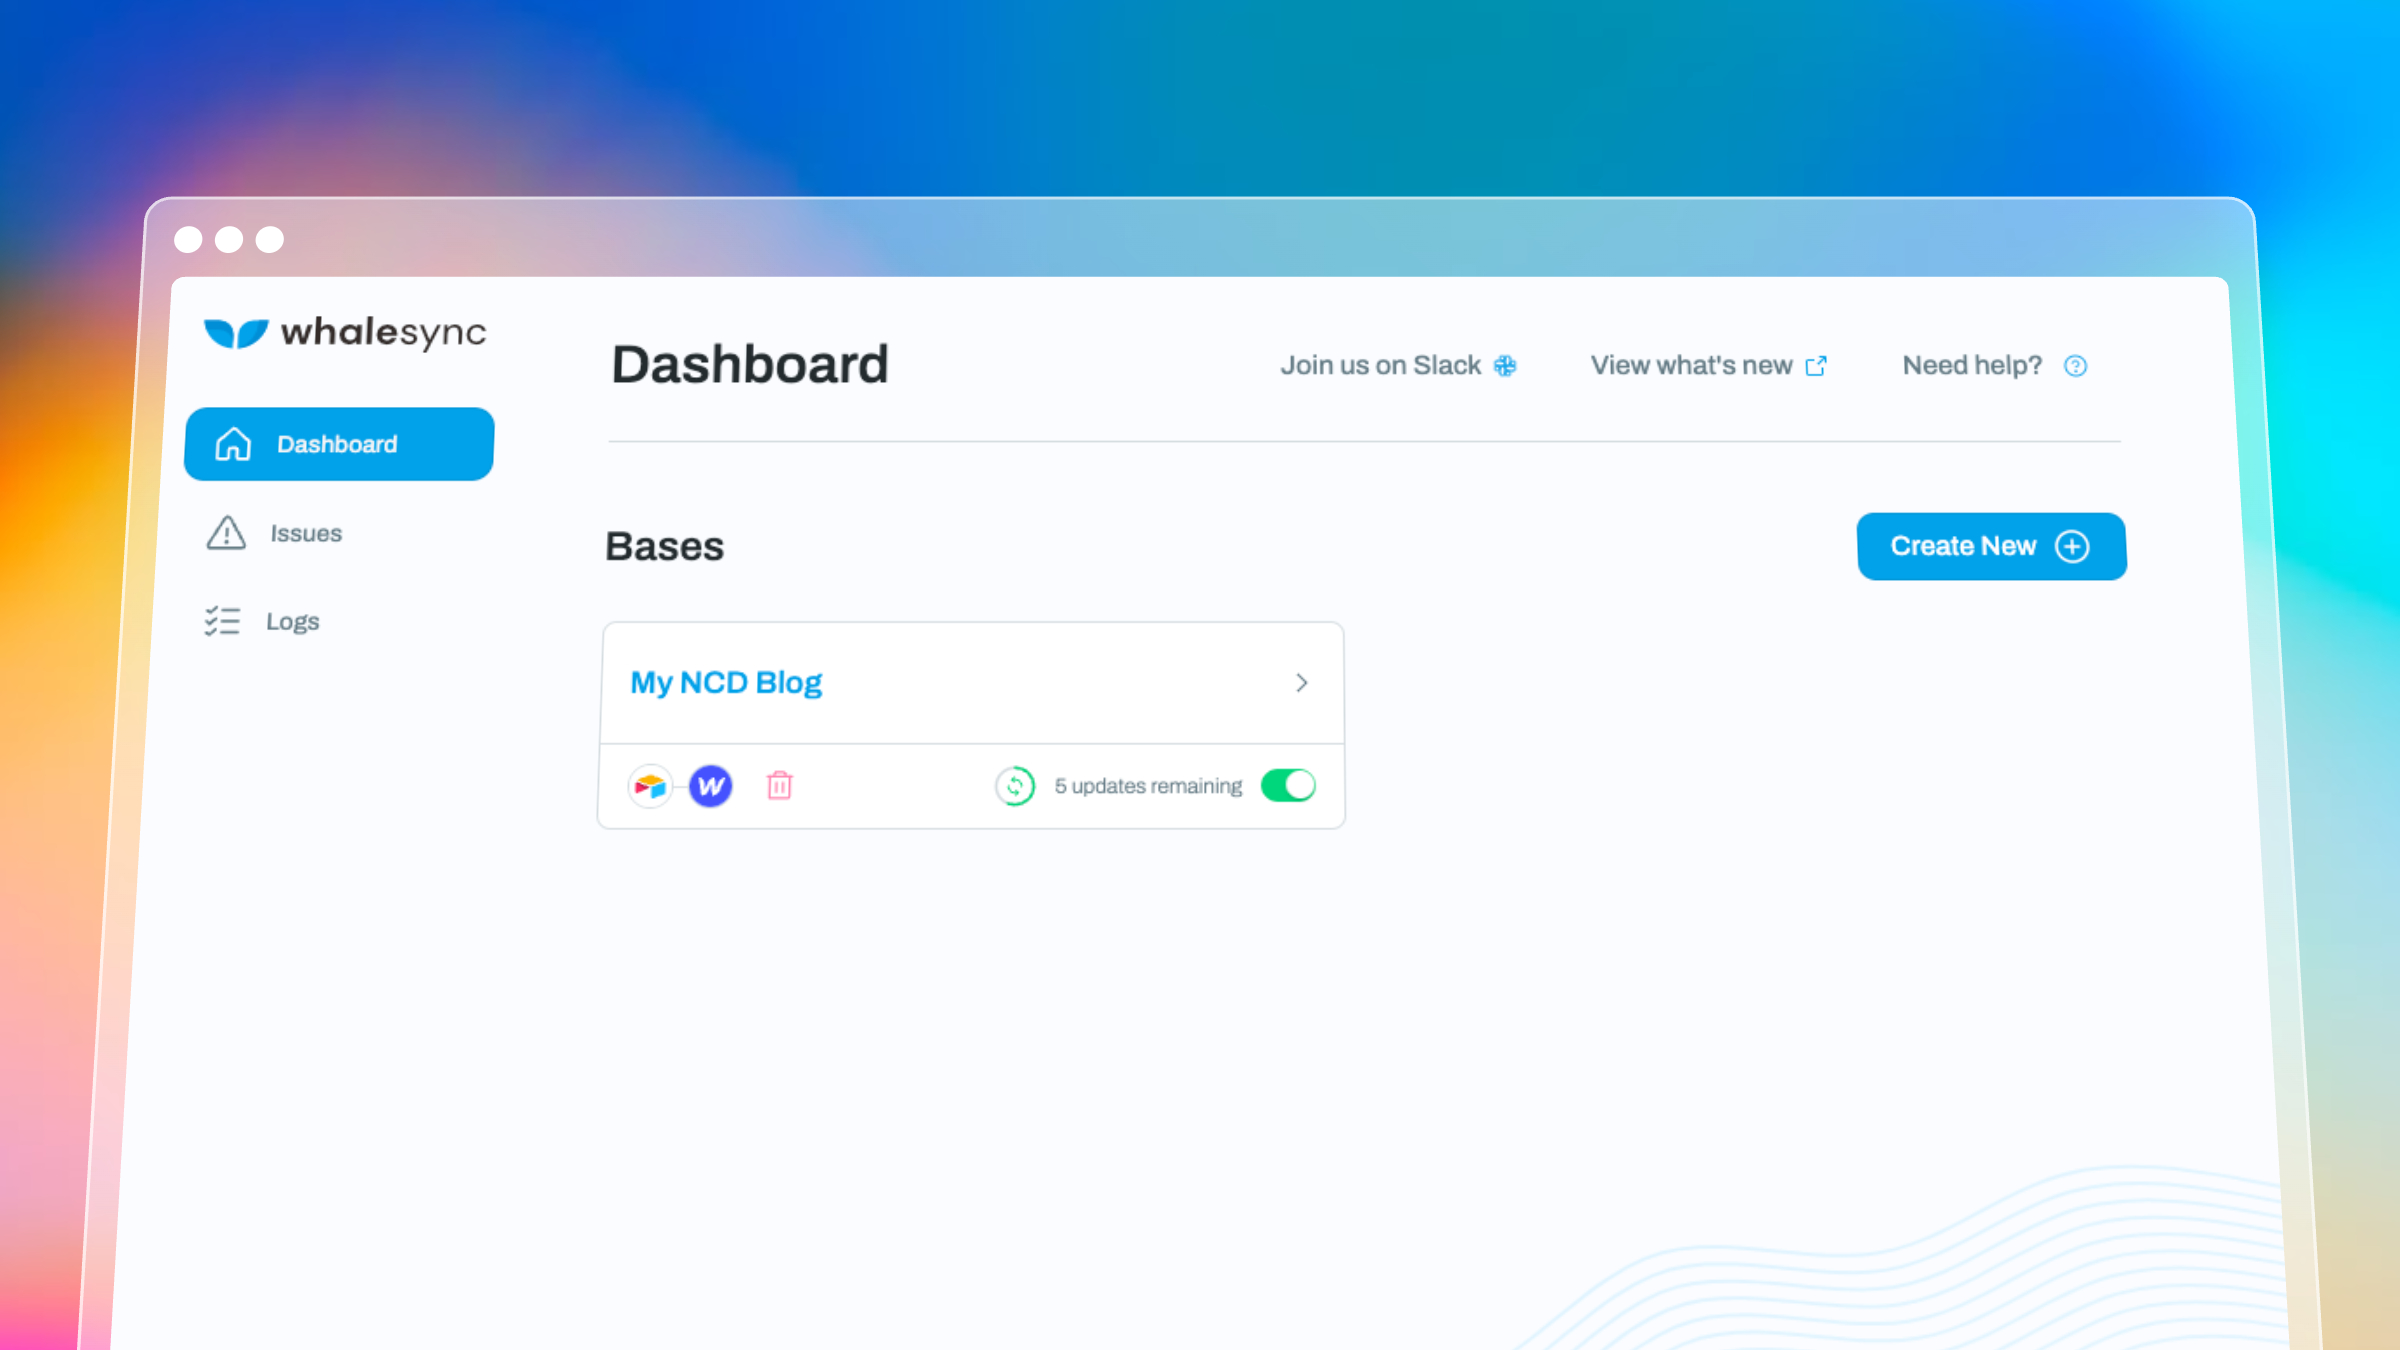 whalesync
Dashboard
Join us on Slack
View what's new
Need help?
Dashboard
Issues
Logs
Bases
Create New
My NCD Blog
5 updates remaining